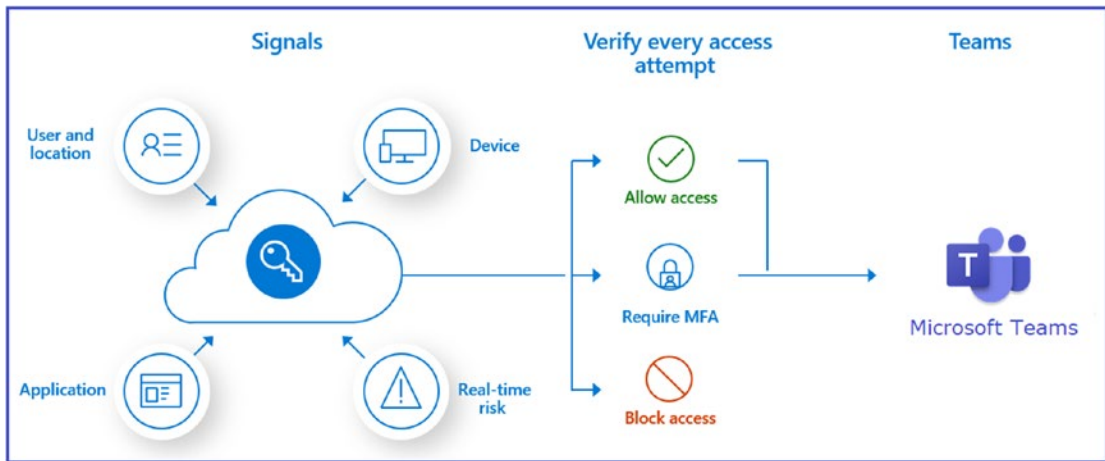 Signals
Verify every access
attempt
Teams
User and
location
Device
Allow access
T
Microsoft Teams
Require MFA
Application
Real-time
risk
Block access